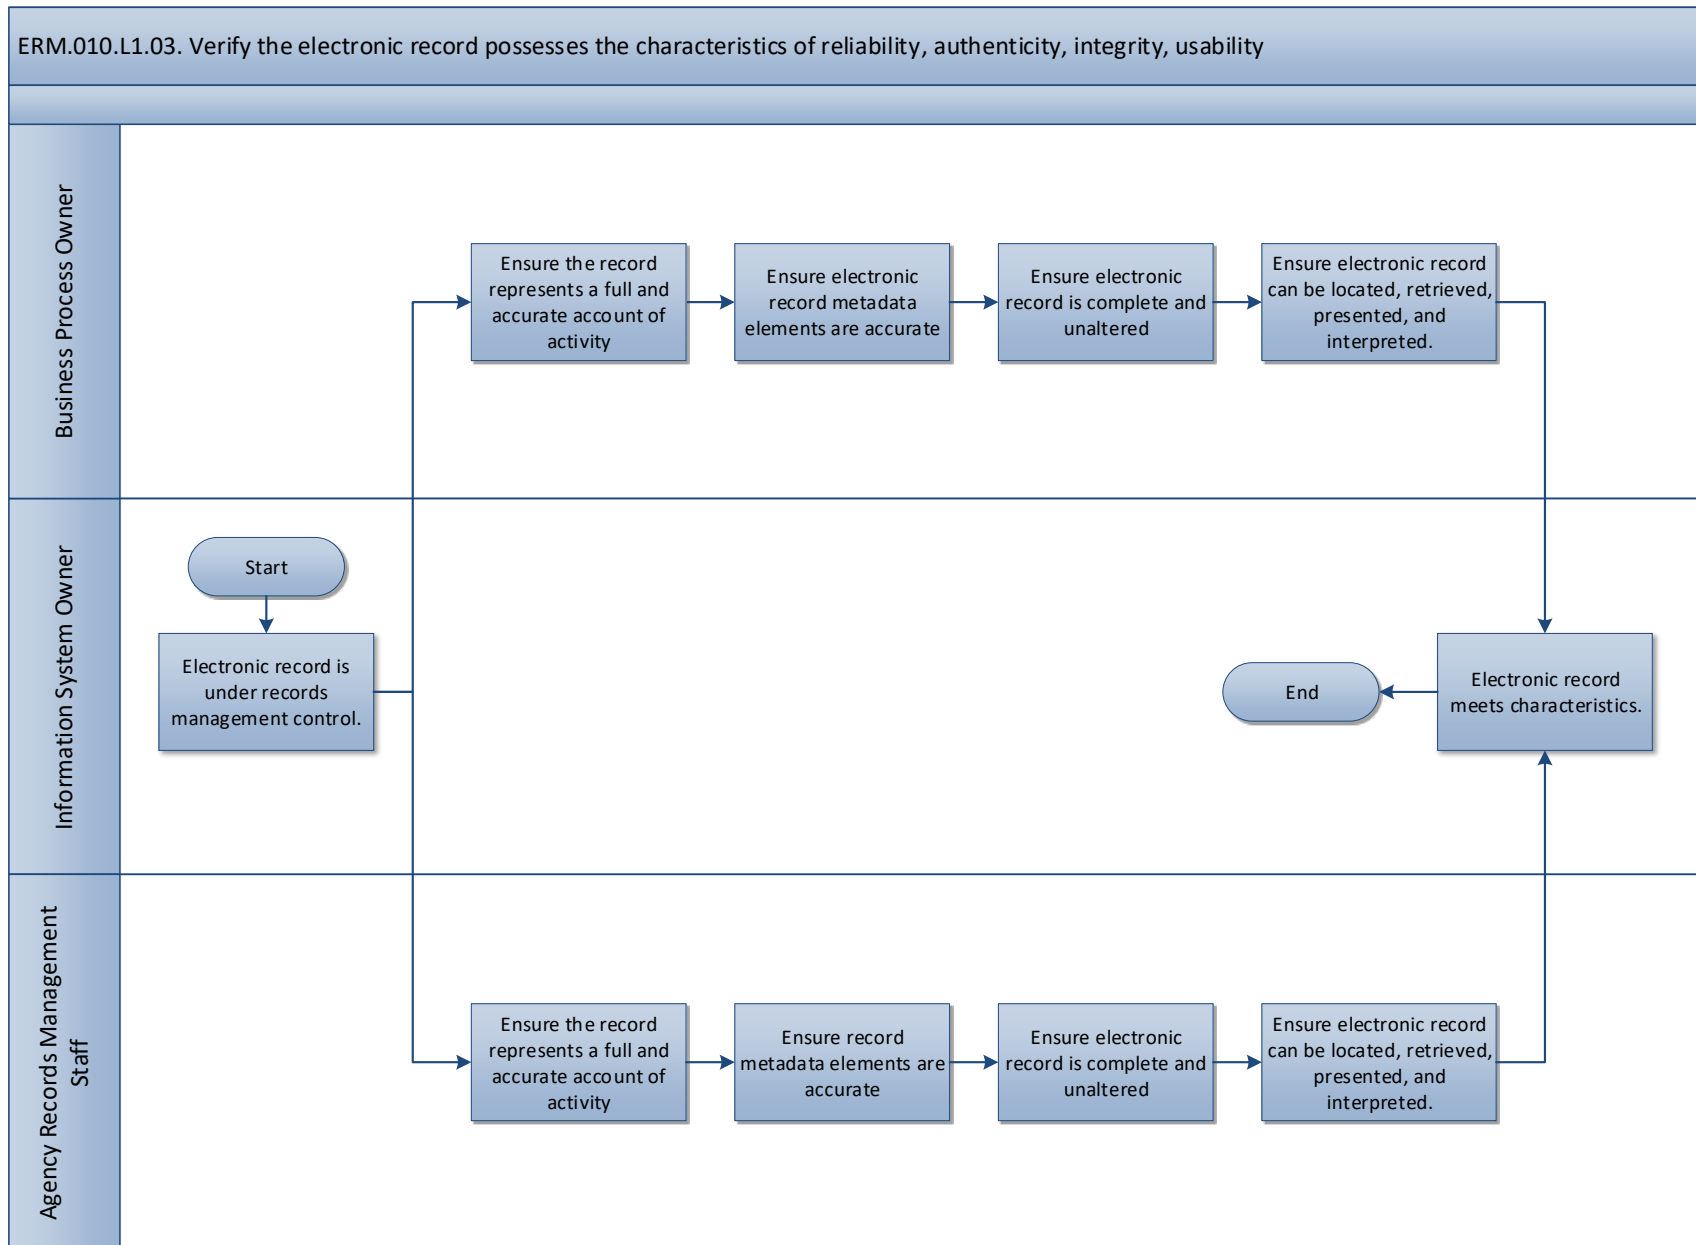 ERM.010.L1.03. Verify the electronic record possesses the characteristics of reliability, authenticity, integrity, usability
Business Process Owner
Ensure the record
represents a full and
accurate account of
activity
Ensure electronic
record metadata
elements are accurate
Ensure electronic
record is complete and
unaltered
Ensure electronic record
can be located, retrieved,
presented, and
interpreted.
Information System Owner
Start
Electronic record is
under records
management control.
End
Electronic record
meets characteristics.
Agency Records Management
Staff
Ensure the record
represents a full and
accurate account of
activity
Ensure record
metadata elements are
accurate
Ensure electronic
record is complete and
unaltered
Ensure electronic record
can be located, retrieved,
presented, and
interpreted.